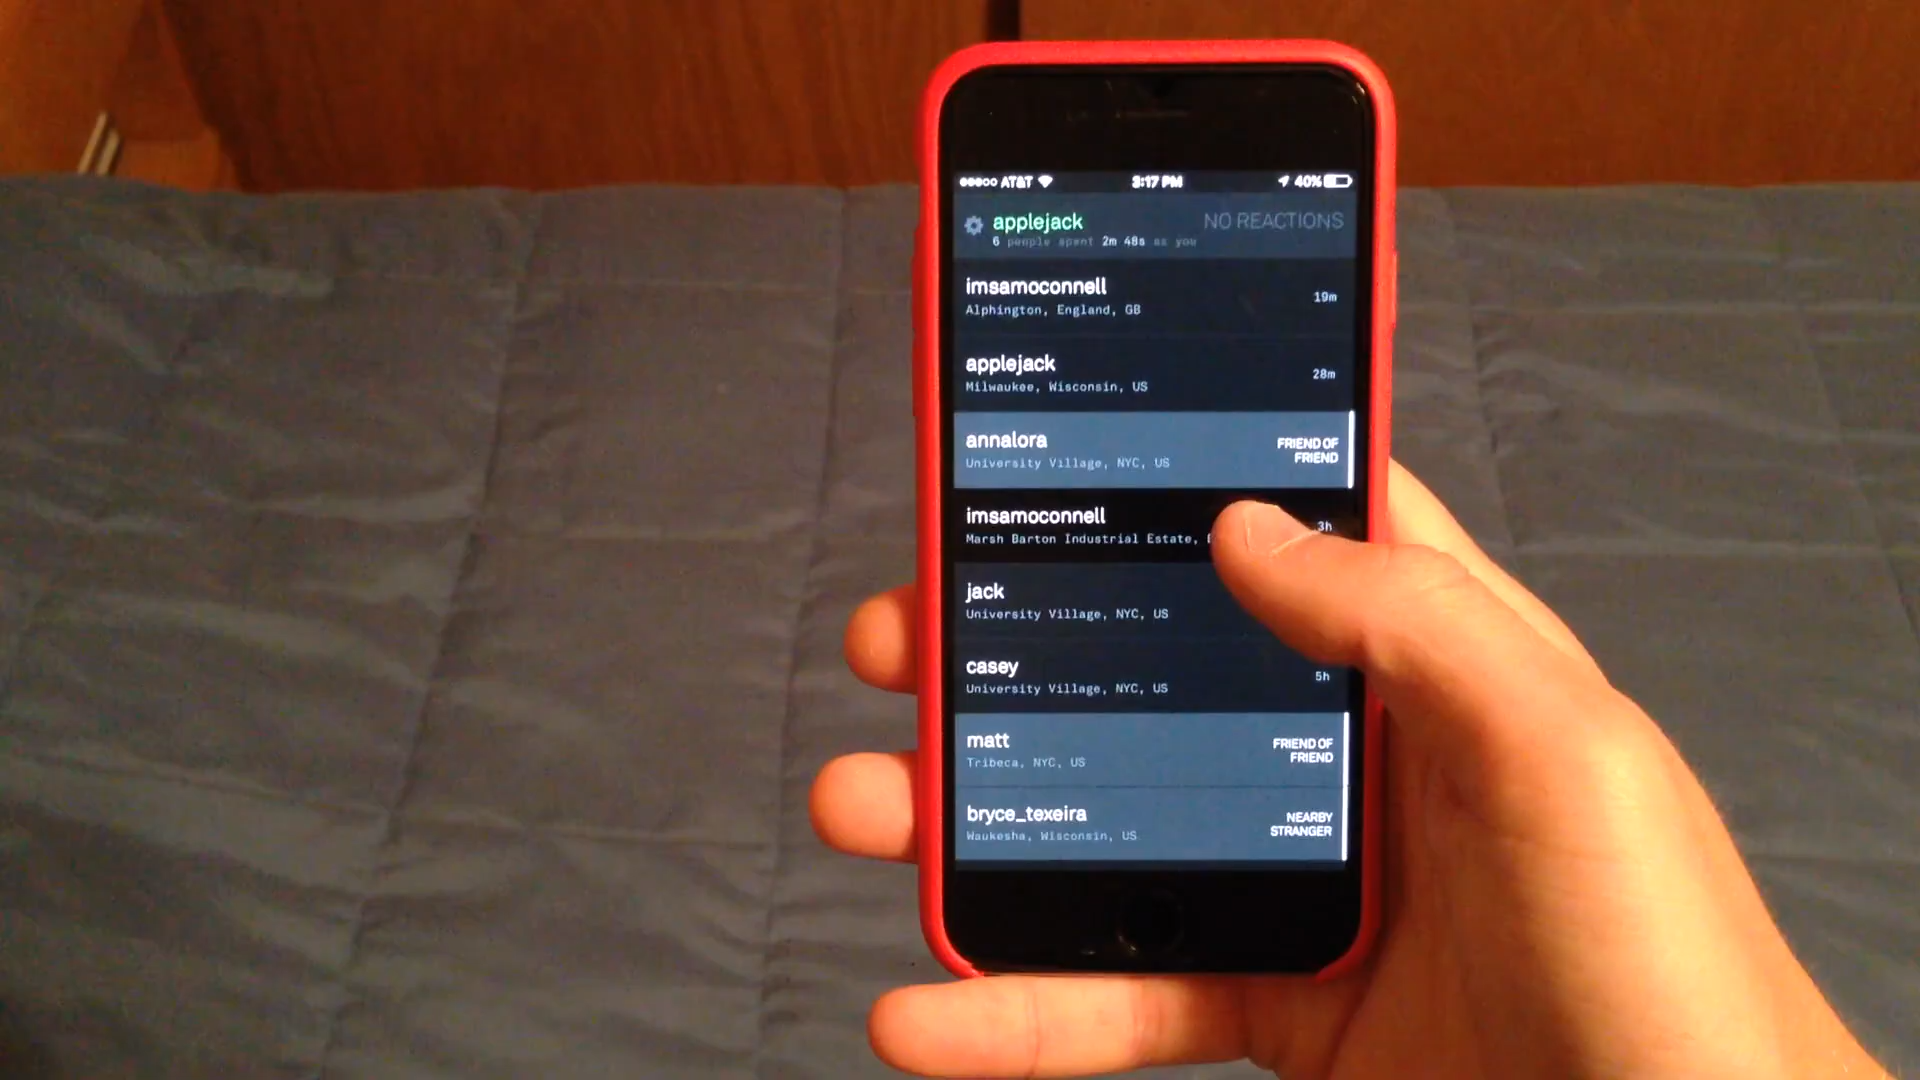 AT&T 3:17 PM 40%
applejack NO REACTIONS
6 people spent 2m 48s as you
imsamoconnell
19m
Alphington, England, GB
applejack
28m
Milwaukee, Wisconsin, US
annalora
FRIEND OF
FRIEND
University Village, NYC, US
imsamoconnell
3h
Marsh Barton Industrial Estate,
jack
University Village, NYC, US
casey
5h
University Village, NYC, US
matt
FRIEND OF
FRIEND
Tribeca, NYC, US
bryce_texeira
NEARBY
STRANGER
Waukesha, Wisconsin, US